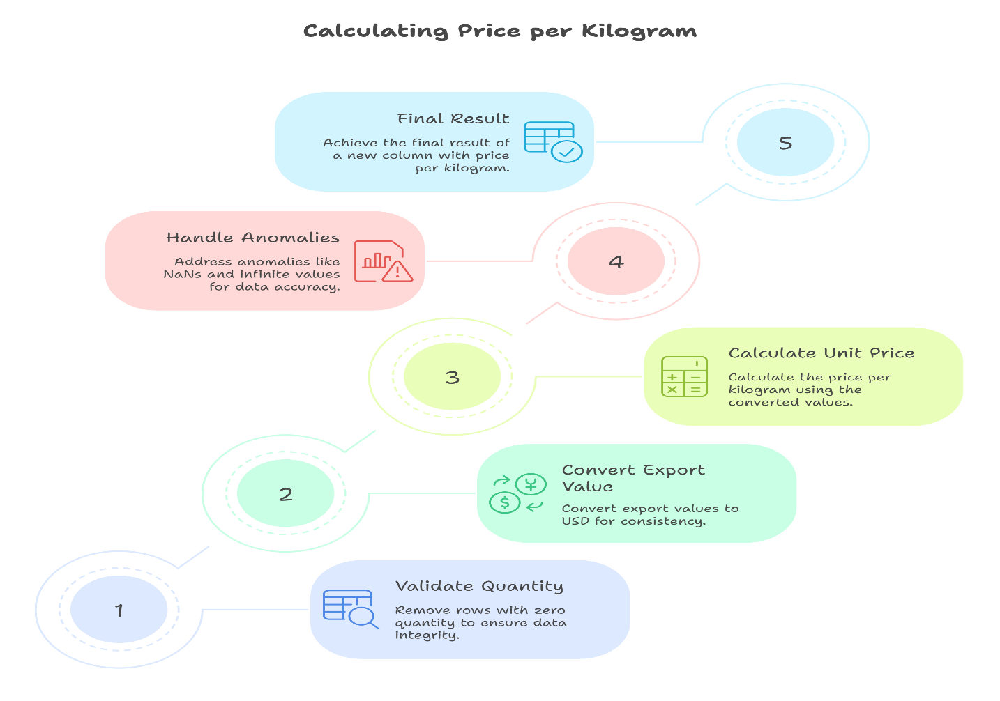 Calculating Price per Kilogram
5
Final Result
Achieve the final result of
a new column with price
per kilogram.
4
Handle Anomalies
Address anomalies like
NaNs and infinite values
for data accuracy.
3
Calculate Unit Price
Calculate the price per
kilogram using the
converted values.
2
Convert Export
Value
Convert export values to
USD for consistency.
¥
$
1
Validate Quantity
Remove rows with zero
quantity to ensure data
integrity.